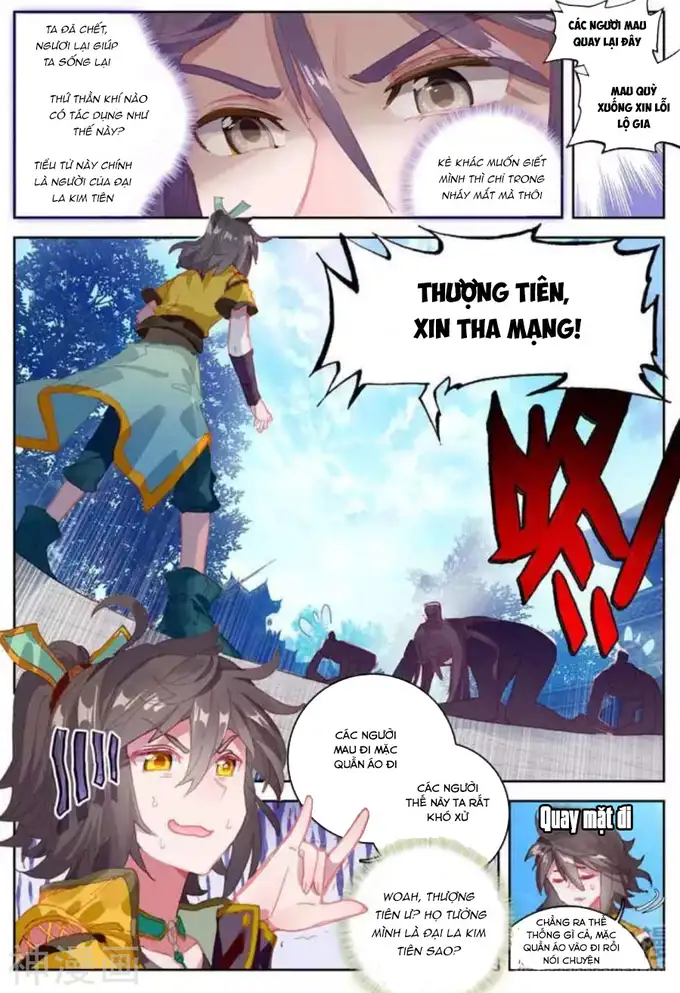 TA ĐÃ CHẾT,
NGƯƠI LẠI GIÚP
TA SỐNG LẠI
THỨ THẦN KHÍ NÀO
CÓ TÁC DỤNG NHƯ
THẾ NÀY?
TIỂU TỬ NÀY CHÍNH
LÀ NGƯỜI CỦA ĐẠI
LA KIM TIÊN
KẺ KHÁC MUỐN GIẾT
MÌNH THÌ CHỈ TRONG
NHÁY MẮT MÀ THÔI
CÁC NGƯƠI MAU
QUAY LẠI ĐÂY
MAU QUỲ
XUỐNG XIN LỖI
LỘ GIA
THƯỢNG TIÊN,
XIN THA MẠNG!
CÁC NGƯỜI
MAU ĐI MẶC
QUẦN ÁO ĐI
CÁC NGƯỜI
THẾ NÀY TA RẤT
KHÓ XỬ
WOAH, THƯỢNG
TIÊN Ư? HỌ TƯỞNG
MÌNH LÀ ĐẠI LA KIM
TIÊN SAO?
Quay mặt đi
CHẲNG RA THỂ
THỐNG GÌ CẢ, MẶC
QUẦN ÁO VÀO ĐI RỒI
NÓI CHUYỆN
神漫画